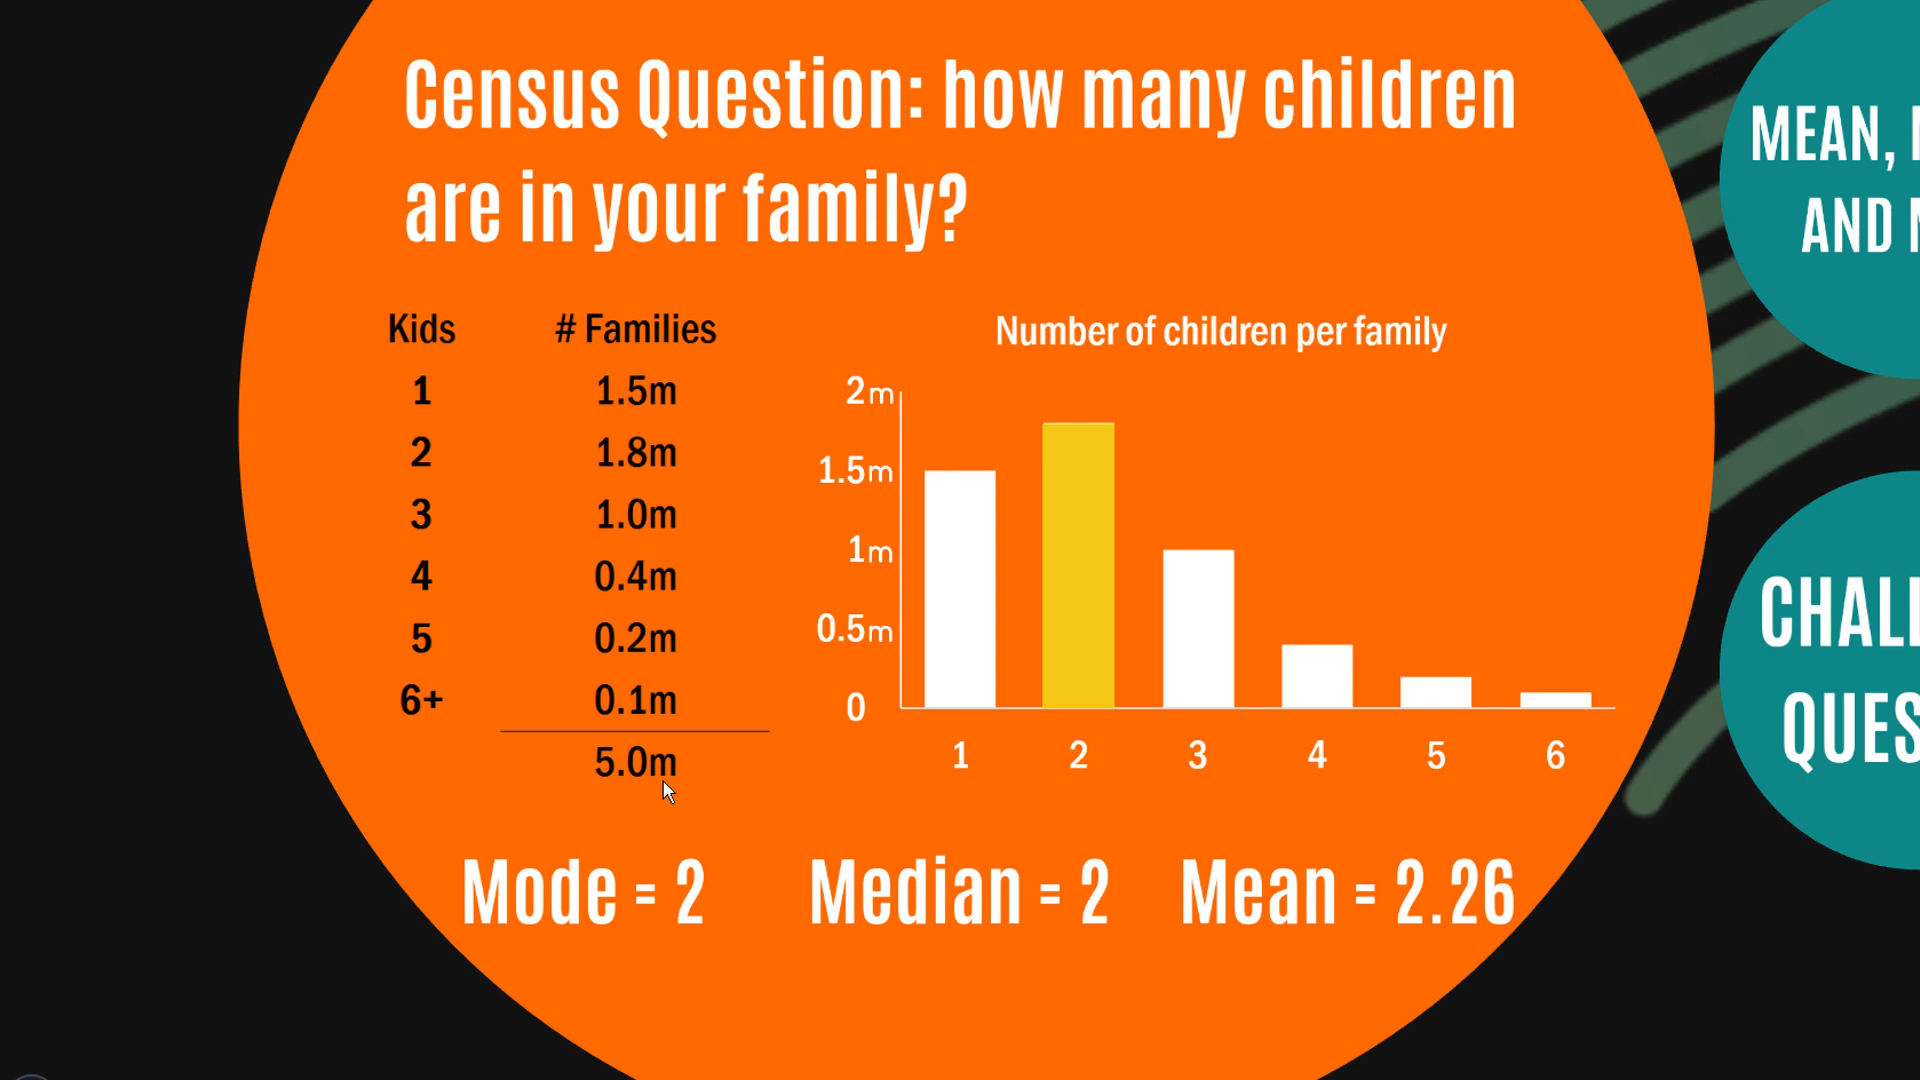 Census Question: how many children
are in your family?
Kids # Families
1 1.5m
2 1.8m
3 1.0m
4 0.4m
5 0.2m
6+ 0.1m
5.0m
Number of children per family
2m
1.5m
1m
0.5m
0
1 2 3 4 5 6
Mode = 2 Median = 2 Mean = 2.26
MEAN,
AND